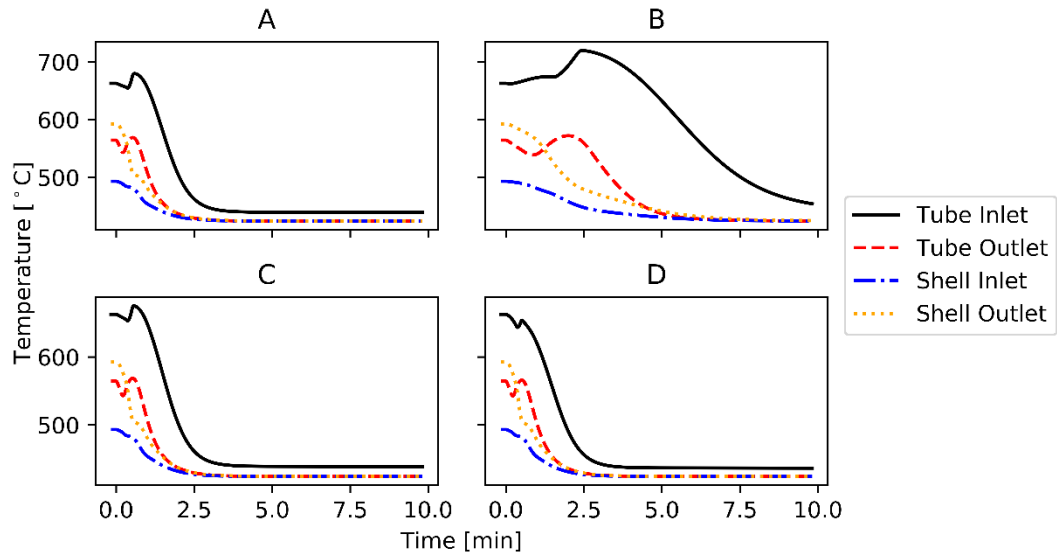 A
B
700
600
500
Tube Inlet
Tube Outlet
Shell Inlet
Shell Outlet
Temperature [°C]
C
D
600
500
0.0 2.5 5.0 7.5 10.0
0.0 2.5 5.0 7.5 10.0
Time [min]